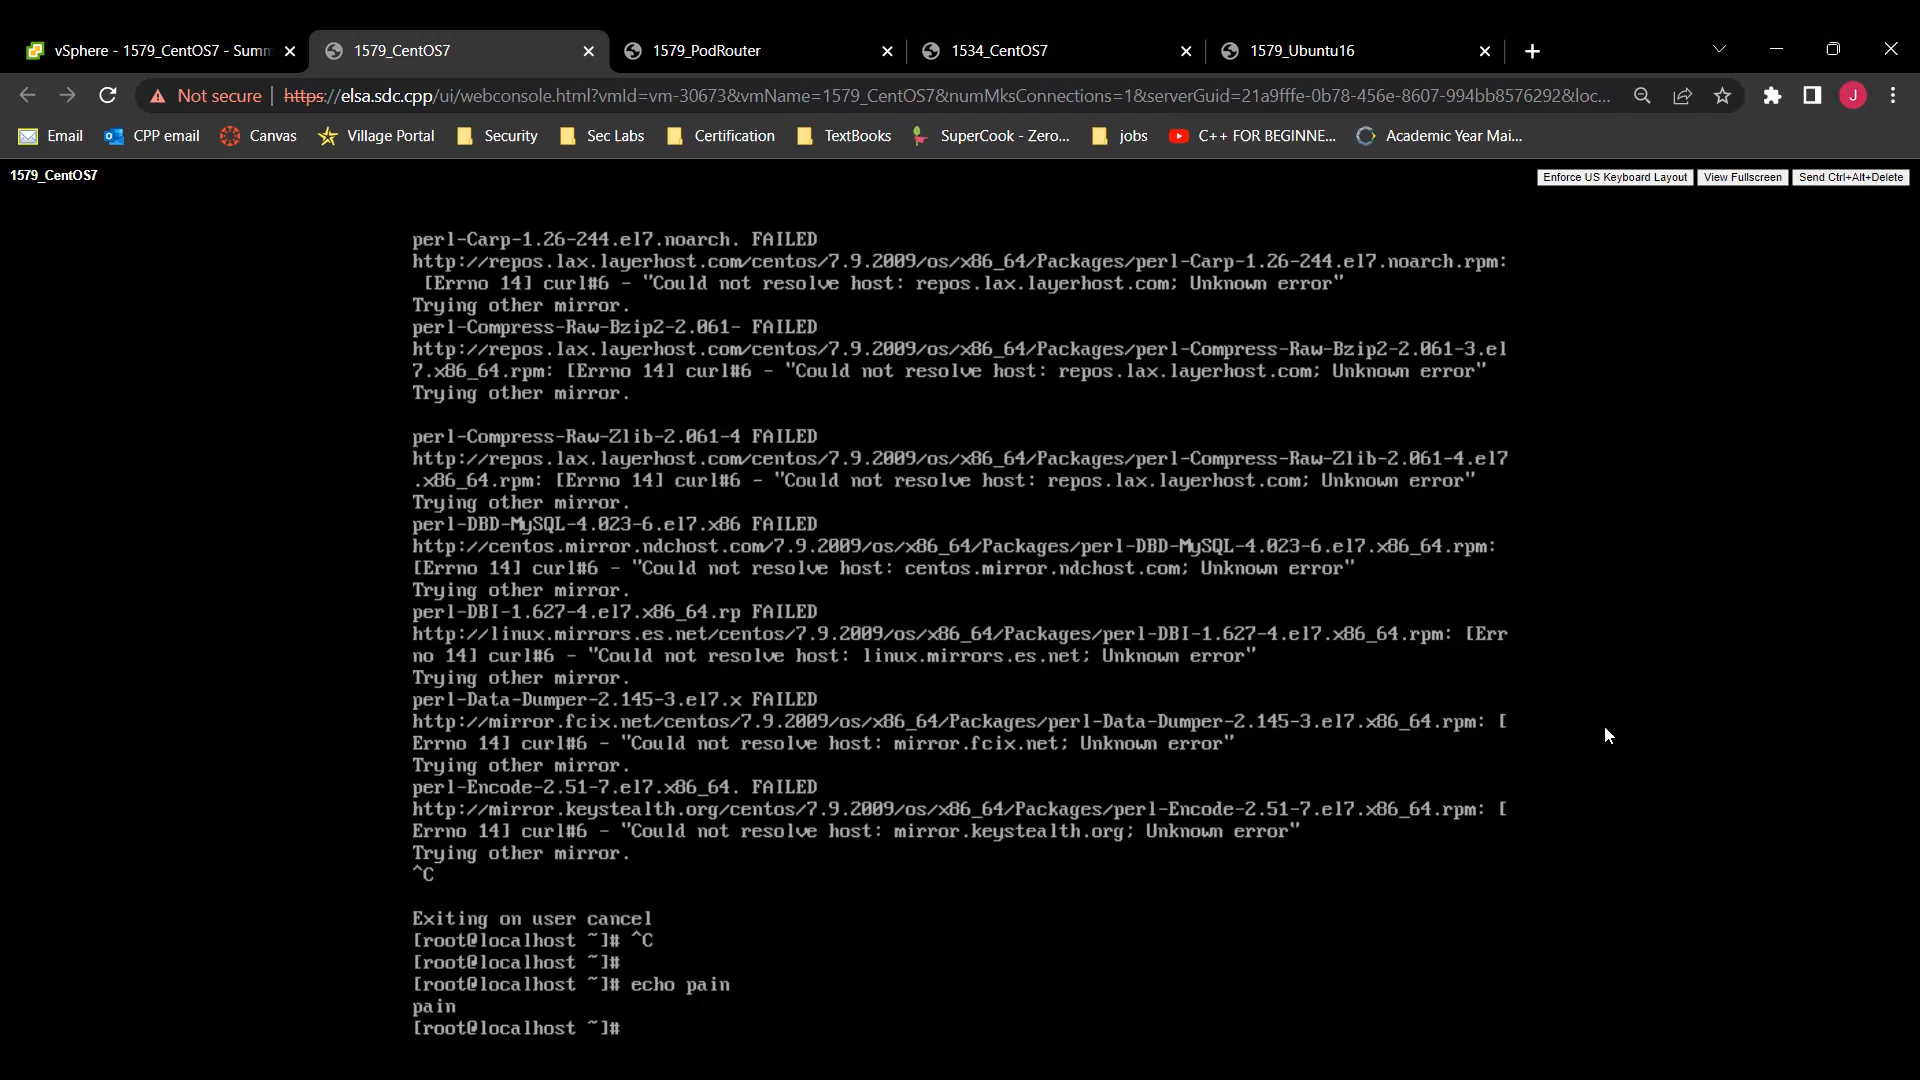 vSphere - 1579_CentOS7 - Summ
1579_CentOS7
1579_PodRouter
1534_CentOS7
1579_Ubuntu16
Not secure
https://elsa.sdc.cpp/ui/webconsole.html?vmId=vm-30673&vmName=1579_CentOS7&numMksConnections=1&serverGuid=21a9fffe-0b78-456e-8607-994bb8576292&loc...
J
Email
CPP email
Canvas
Village Portal
Security
Sec Labs
Certification
TextBooks
SuperCook - Zero...
jobs
C++ FOR BEGINNE...
Academic Year Mai...
1579_CentOS7
Enforce US Keyboard Layout
View Fullscreen
Send Ctrl+Alt+Delete
perl-Carp-1.26-244.el7.noarch. FAILED
http://repos.lax.layerhost.com/centos/7.9.2009/os/x86_64/Packages/perl-Carp-1.26-244.el7.noarch.rpm:
[Errno 14] curl#6 - "Could not resolve host: repos.lax.layerhost.com; Unknown error"
Trying other mirror.
perl-Compress-Raw-Bzip2-2.061- FAILED
http://repos.lax.layerhost.com/centos/7.9.2009/os/x86_64/Packages/perl-Compress-Raw-Bzip2-2.061-3.el
7.x86_64.rpm: [Errno 14] curl#6 - "Could not resolve host: repos.lax.layerhost.com; Unknown error"
Trying other mirror.
perl-Compress-Raw-Zlib-2.061-4 FAILED
http://repos.lax.layerhost.com/centos/7.9.2009/os/x86_64/Packages/perl-Compress-Raw-Zlib-2.061-4.el7
.x86_64.rpm: [Errno 14] curl#6 - "Could not resolve host: repos.lax.layerhost.com; Unknown error"
Trying other mirror.
perl-DBD-MySQL-4.023-6.el7.x86 FAILED
http://centos.mirror.ndchost.com/7.9.2009/os/x86_64/Packages/perl-DBD-MySQL-4.023-6.el7.x86_64.rpm:
[Errno 14] curl#6 - "Could not resolve host: centos.mirror.ndchost.com; Unknown error"
Trying other mirror.
perl-DBI-1.627-4.el7.x86_64.rp FAILED
http://linux.mirrors.es.net/centos/7.9.2009/os/x86_64/Packages/perl-DBI-1.627-4.el7.x86_64.rpm: [Err
no 14] curl#6 - "Could not resolve host: linux.mirrors.es.net; Unknown error"
Trying other mirror.
perl-Data-Dumper-2.145-3.el7.x FAILED
http://mirror.fcix.net/centos/7.9.2009/os/x86_64/Packages/perl-Data-Dumper-2.145-3.el7.x86_64.rpm: [
Errno 14] curl#6 - "Could not resolve host: mirror.fcix.net; Unknown error"
Trying other mirror.
perl-Encode-2.51-7.el7.x86_64. FAILED
http://mirror.keystealth.org/centos/7.9.2009/os/x86_64/Packages/perl-Encode-2.51-7.el7.x86_64.rpm: [
Errno 14] curl#6 - "Could not resolve host: mirror.keystealth.org; Unknown error"
Trying other mirror.
^C
Exiting on user cancel
[root@localhost ~]# ^C
[root@localhost ~]#
[root@localhost ~]# echo pain
pain
[root@localhost ~]#